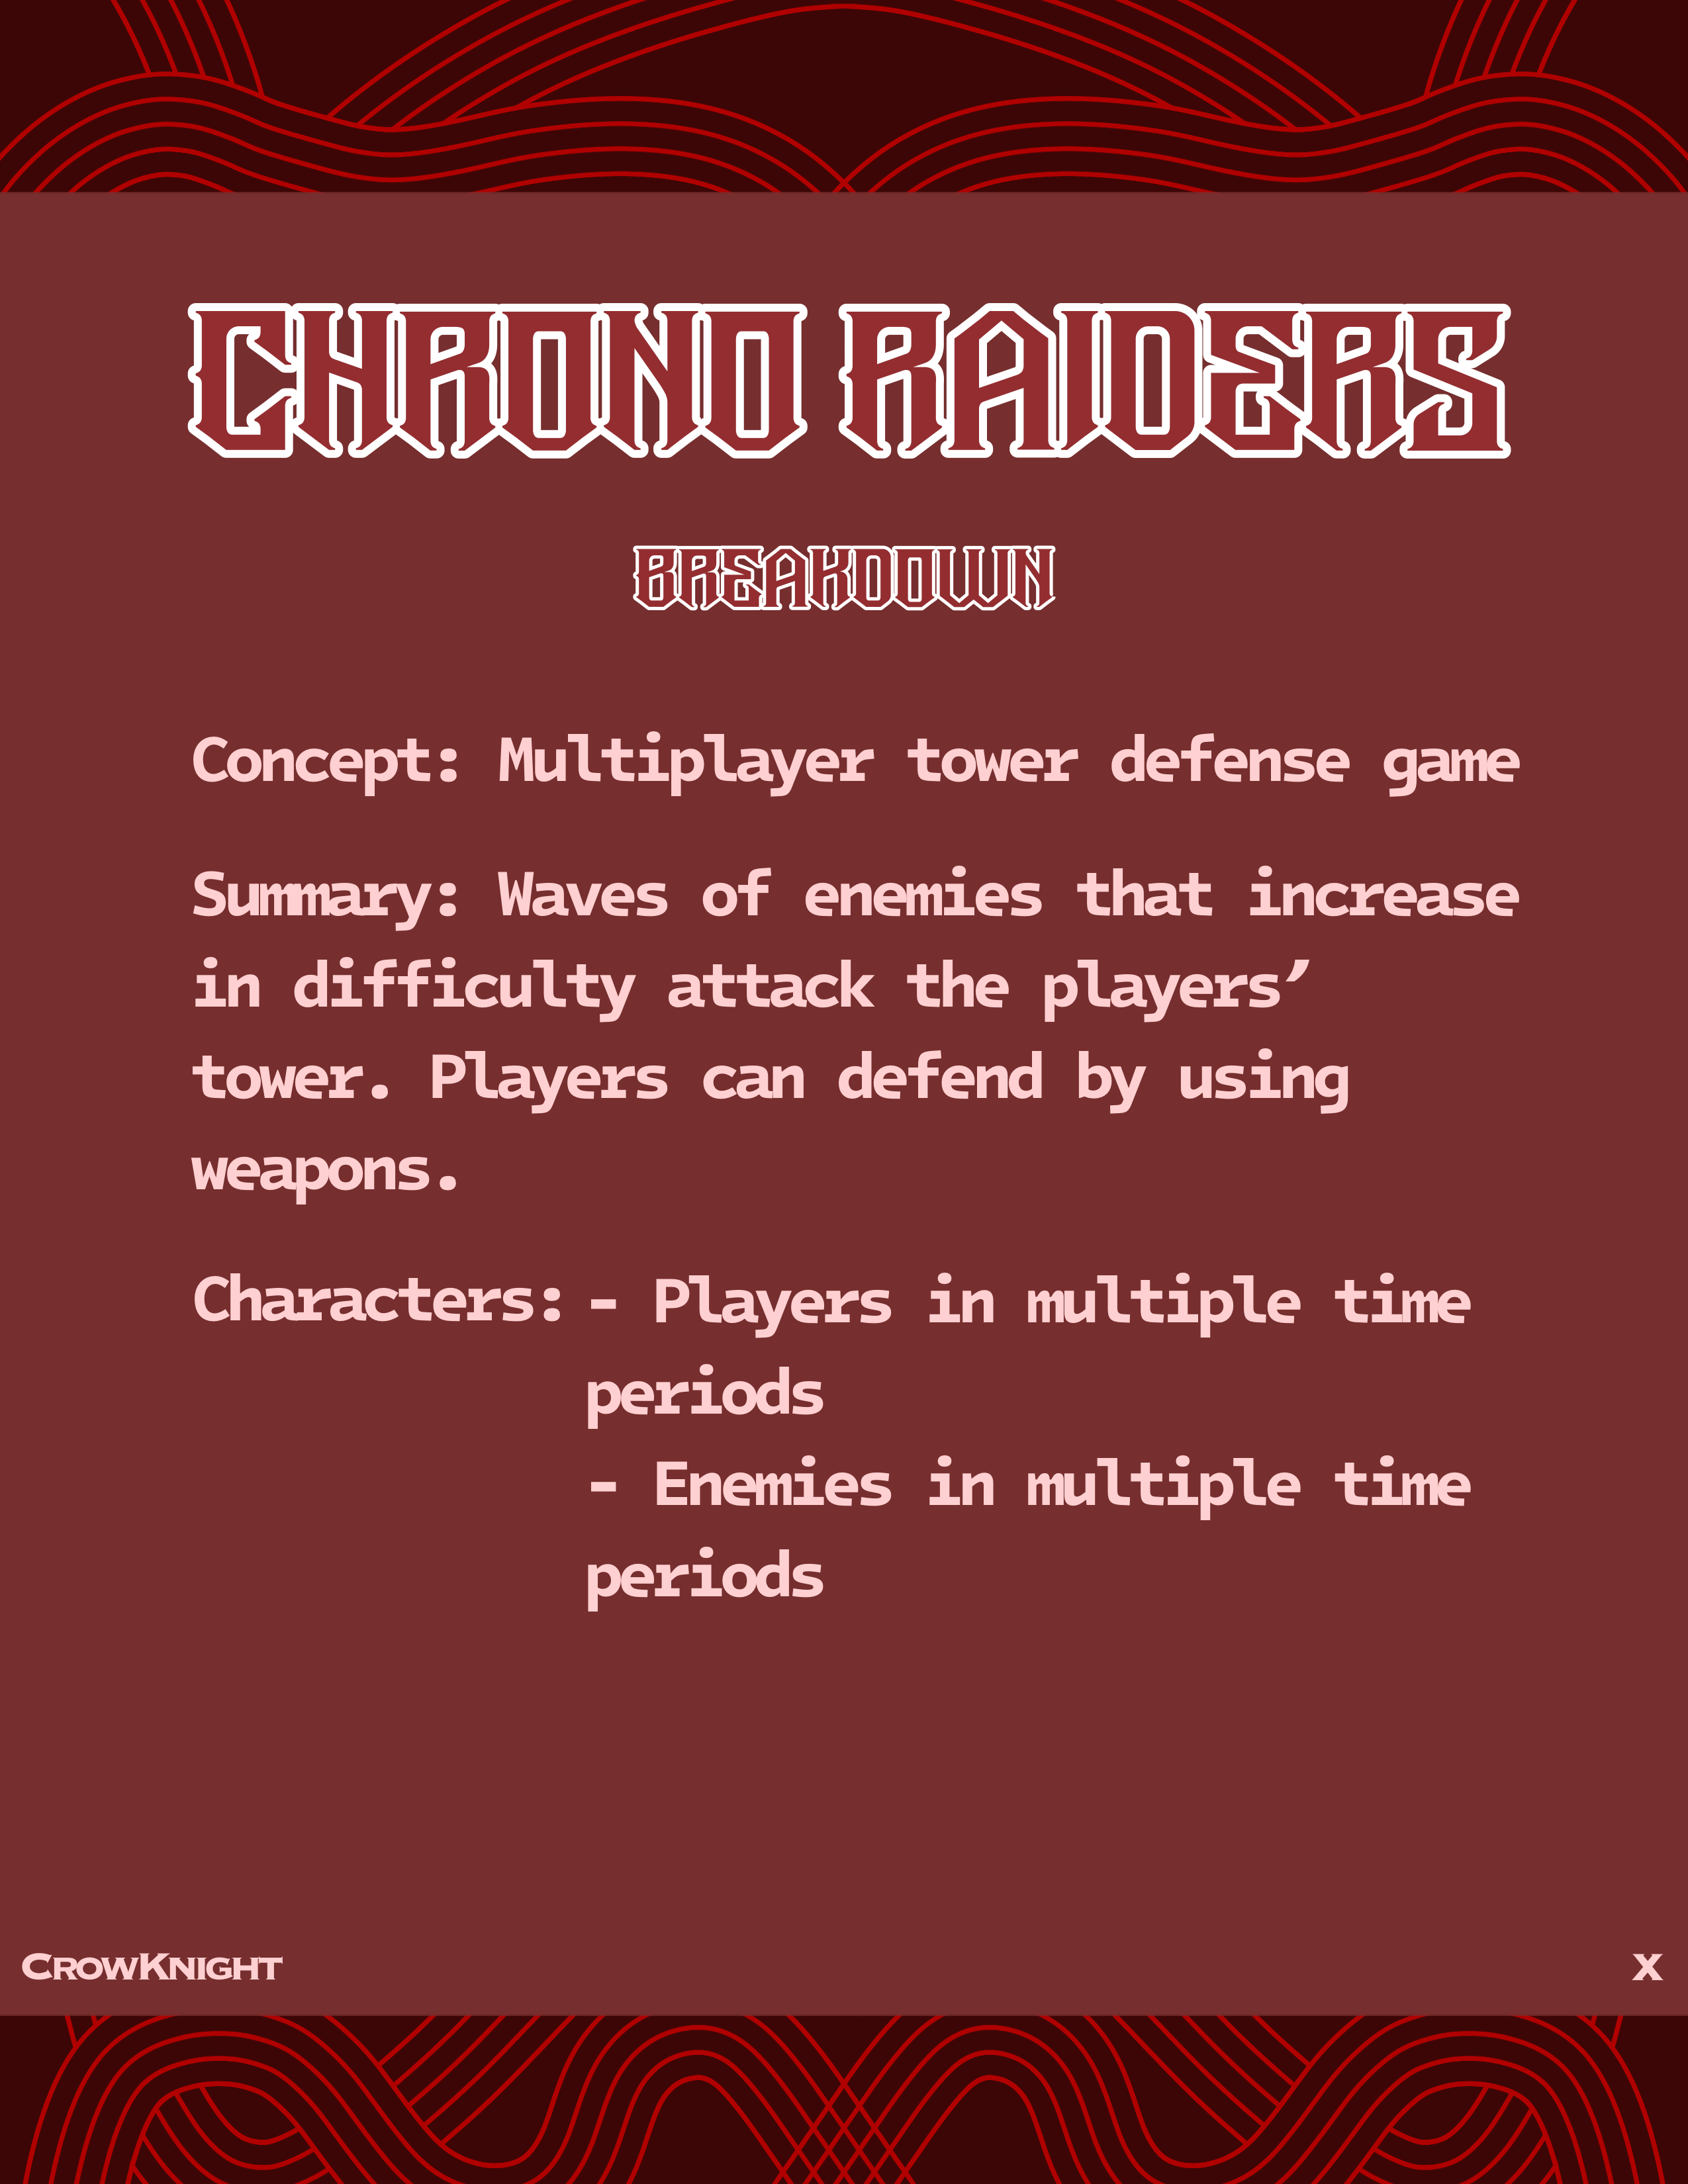 CHRONO RAIDERS
BREAKDOWN
Concept: Multiplayer tower defense game
Summary: Waves of enemies that increase
in difficulty attack the players’
tower. Players can defend by using
weapons.
Characters: - Players in multiple time
periods
- Enemies in multiple time
periods
CROWKNIGHT
X